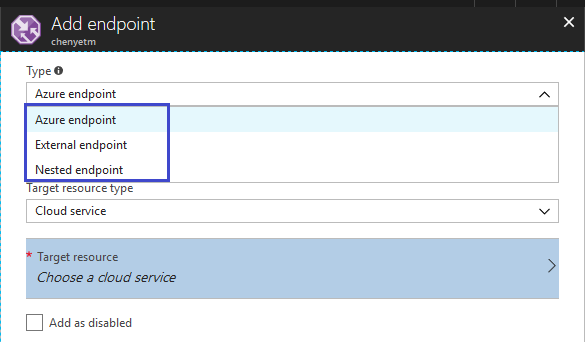 Add endpoint
chenyetm
Type
Azure endpoint
Azure endpoint
External endpoint
Nested endpoint
Target resource type
Cloud service
* Target resource
Choose a cloud service
Add as disabled